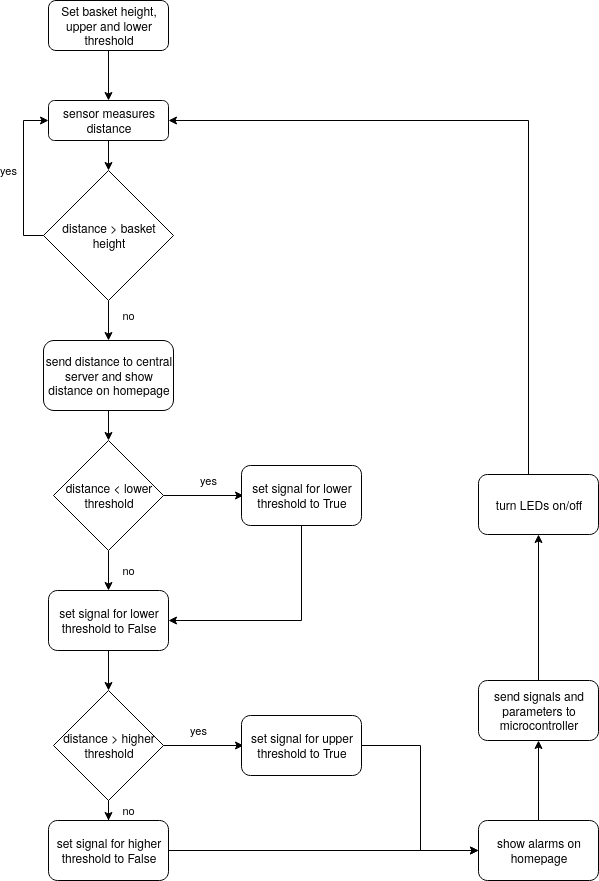 Set basket height,
upper and lower
threshold
sensor measures
distance
yes
distance > basket
height
no
send distance to central
server and show
distance on homepage
distance < lower
threshold
yes
set signal for lower
threshold to True
turn LEDs on/off
no
set signal for lower
threshold to False
send signals and
parameters to
microcontroller
distance > higher
threshold
yes
set signal for upper
threshold to True
no
set signal for higher
threshold to False
show alarms on
homepage